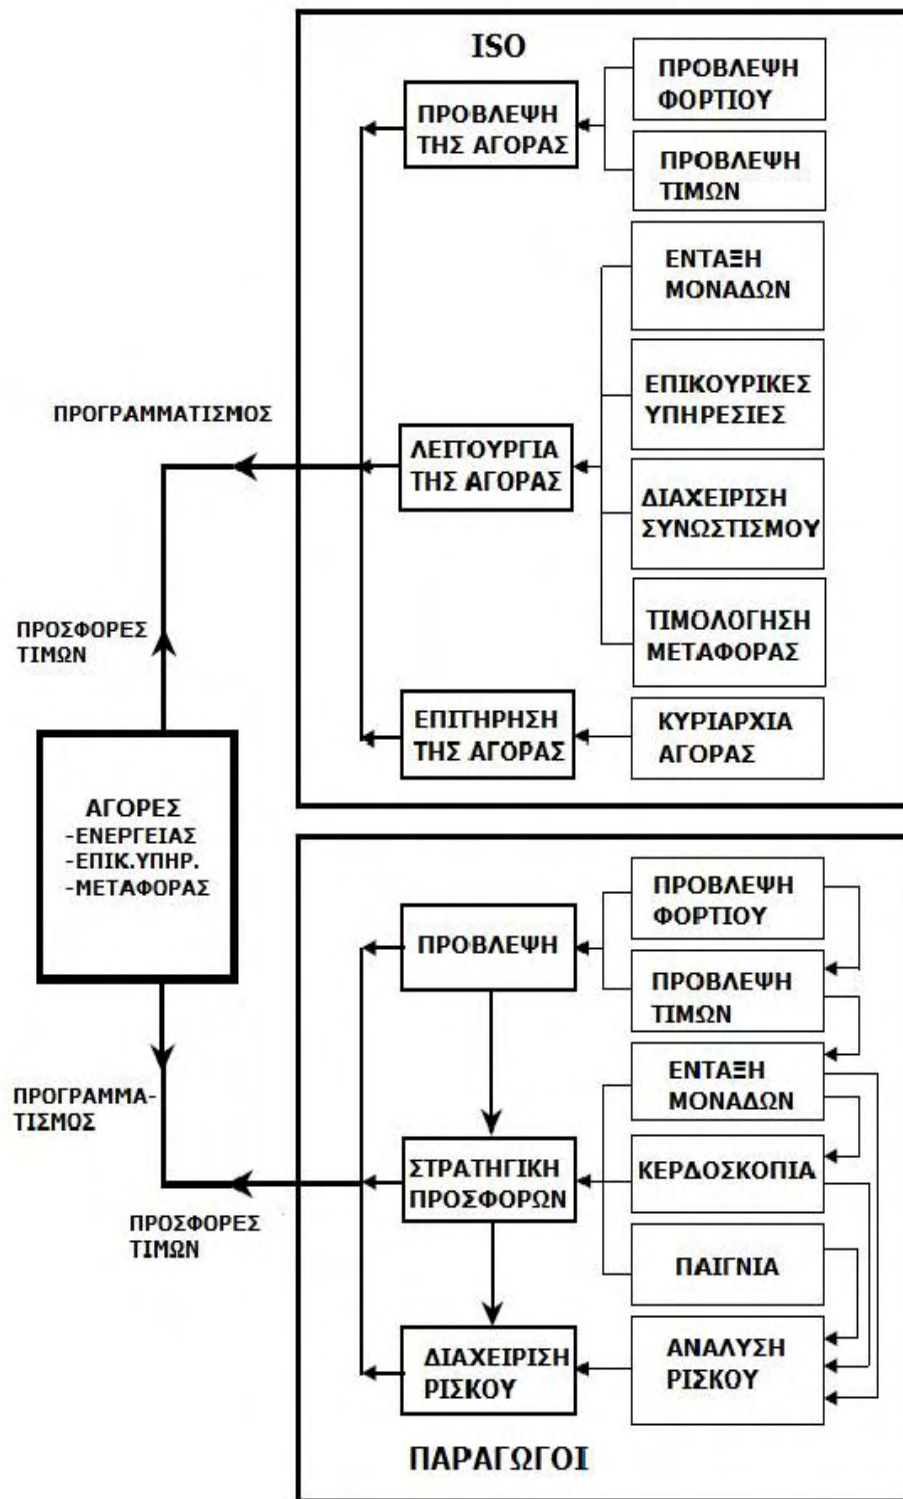 ISO
ΠΡΟΒΛΕΨΗ
ΤΗΣ ΑΓΟΡΑΣ
ΠΡΟΒΛΕΨΗ
ΦΟΡΤΙΟΥ
ΠΡΟΒΛΕΨΗ
ΤΙΜΩΝ
ΛΕΙΤΟΥΡΓΙΑ
ΤΗΣ ΑΓΟΡΑΣ
ΕΝΤΑΞΗ
ΜΟΝΑΔΩΝ
ΕΠΙΚΟΥΡΙΚΕΣ
ΥΠΗΡΕΣΙΕΣ
ΔΙΑΧΕΙΡΙΣΗ
ΣΥΝΩΣΤΙΣΜΟΥ
ΤΙΜΟΛΟΓΗΣΗ
ΜΕΤΑΦΟΡΑΣ
ΕΠΙΤΗΡΗΣΗ
ΤΗΣ ΑΓΟΡΑΣ
ΚΥΡΙΑΡΧΙΑ
ΑΓΟΡΑΣ
ΠΡΟΓΡΑΜΜΑΤΙΣΜΟΣ
ΠΡΟΣΦΟΡΕΣ
ΤΙΜΩΝ
ΑΓΟΡΕΣ
-ΕΝΕΡΓΕΙΑΣ
-ΕΠΙΚ.ΥΠΗΡ.
-ΜΕΤΑΦΟΡΑΣ
ΠΡΟΓΡΑΜΜΑ-
ΤΙΣΜΟΣ
ΠΡΟΣΦΟΡΕΣ
ΤΙΜΩΝ
ΠΡΟΒΛΕΨΗ
ΠΡΟΒΛΕΨΗ
ΦΟΡΤΙΟΥ
ΠΡΟΒΛΕΨΗ
ΤΙΜΩΝ
ΣΤΡΑΤΗΓΙΚΗ
ΠΡΟΣΦΟΡΩΝ
ΕΝΤΑΞΗ
ΜΟΝΑΔΩΝ
ΚΕΡΔΟΣΚΟΠΙΑ
ΠΑΙΓΝΙΑ
ΔΙΑΧΕΙΡΙΣΗ
ΡΙΣΚΟΥ
ΑΝΑΛΥΣΗ
ΡΙΣΚΟΥ
ΠΑΡΑΓΩΓΟΙ